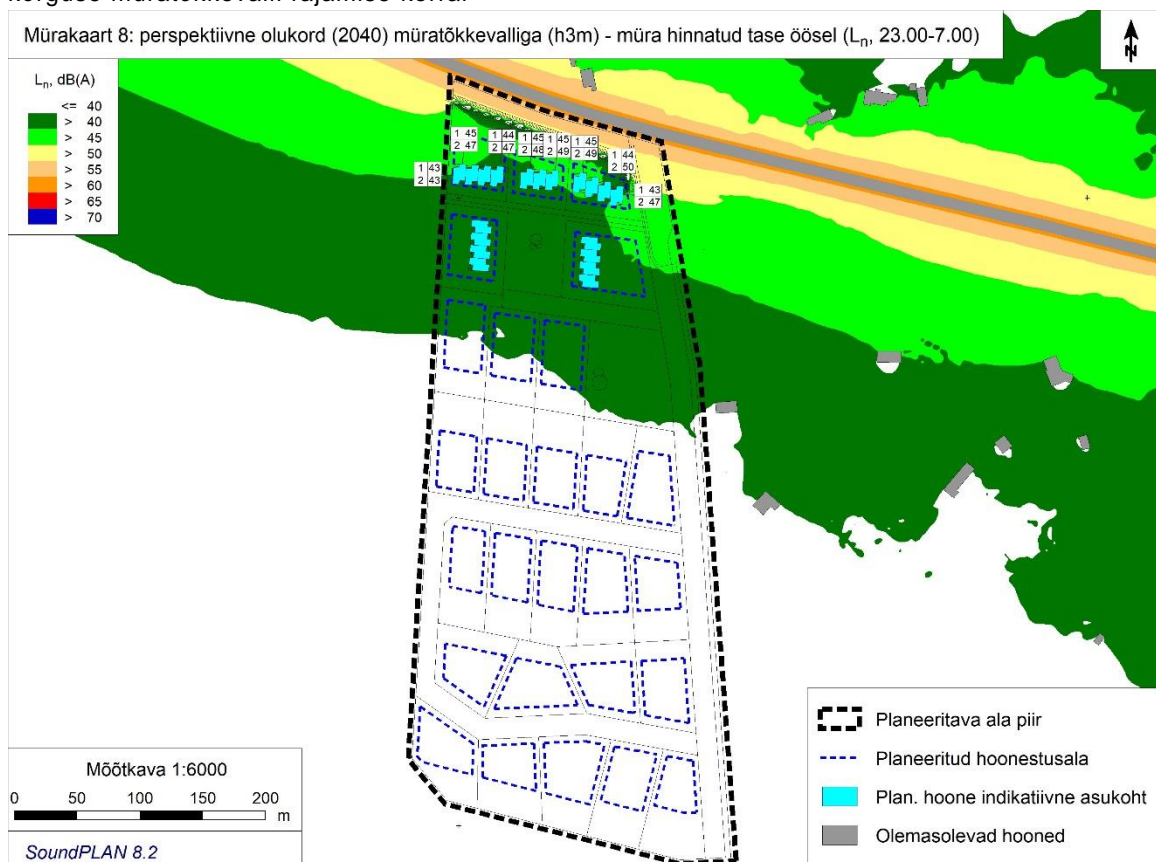 kõrguse müratõkkevalli rajamise korral
Mürakaart 8: perspektiivne olukord (2040) müratõkkevalliga (h3m) - müra hinnatud tase öösel (Ln, 23.00-7.00)
N
Ln, dB(A)
<= 40
> 40
> 45
> 50
> 55
> 60
> 65
> 70
1 45
2 47
1 44
2 47
1 45
2 48
1 45
2 49
1 45
2 49
1 44
2 50
1 43
2 43
1 43
2 47
Mõõtkava 1:6000
0 50 100 150 200
m
SoundPLAN 8.2
Planeeritava ala piir
Planeeritud hoonestusala
Plan. hoone indikatiivne asukoht
Olemasolevad hooned